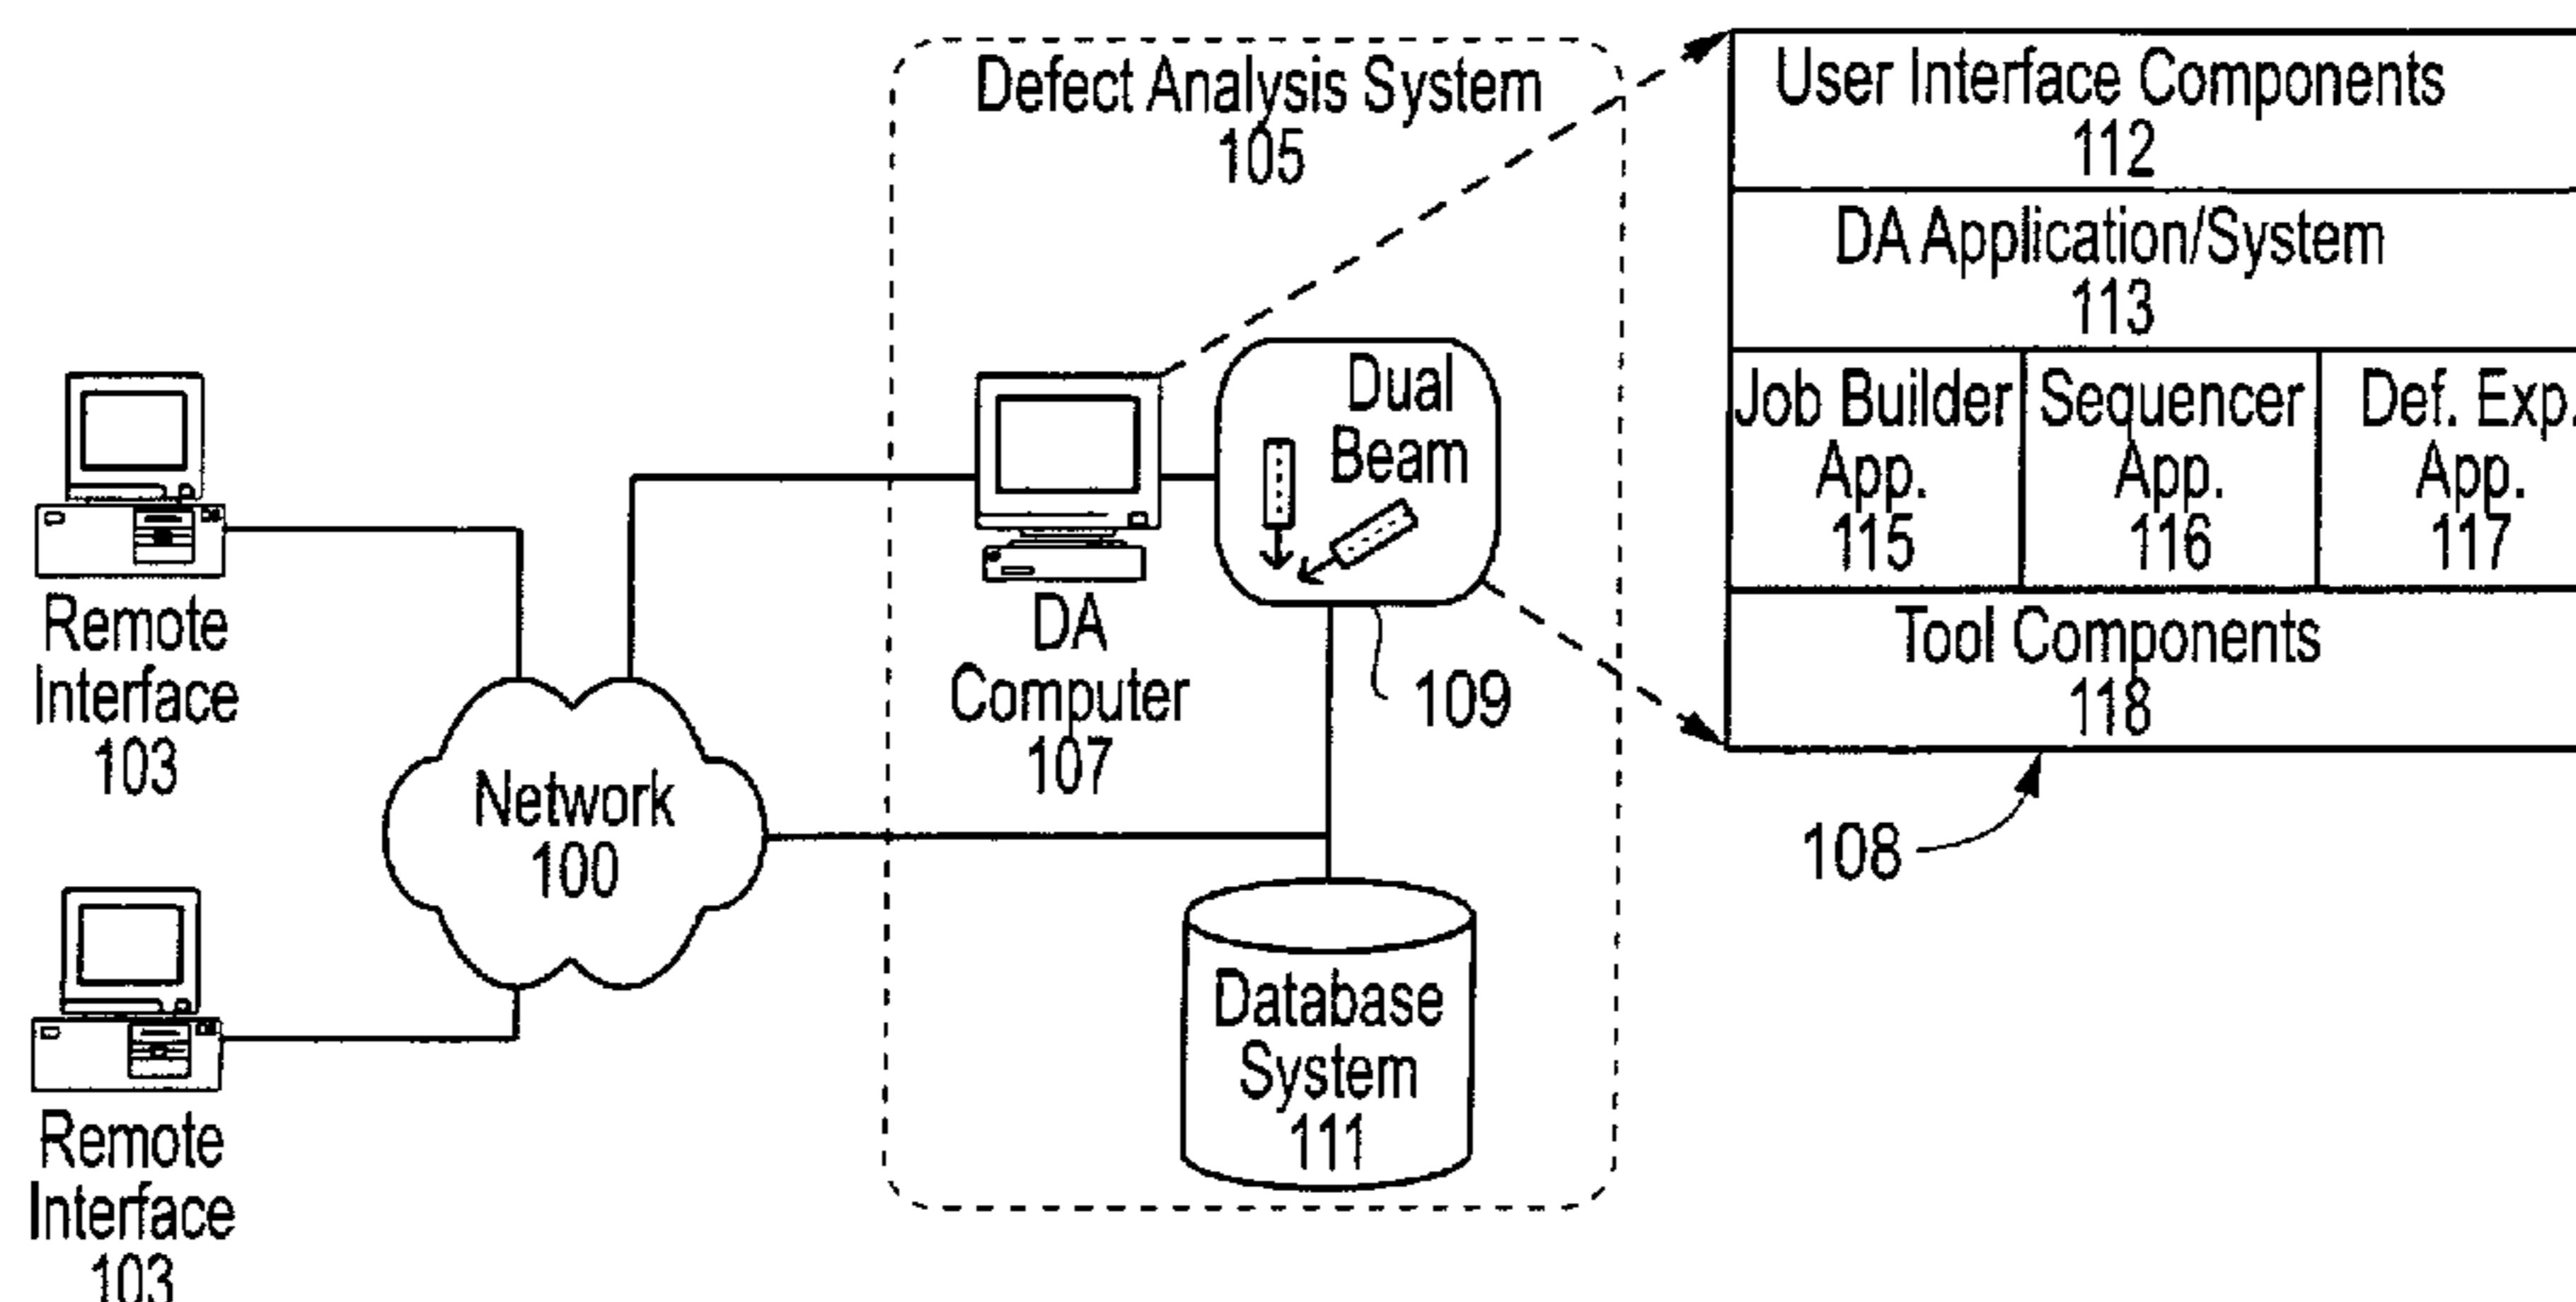 Defect Analysis System
105
User Interface Components
112
DA Application/System
113
Job Builder
App.
115
Sequencer
App.
116
Def. Exp.
App.
117
Tool Components
118
108
Dual
Beam
109
DA
Computer
107
Remote
Interface
103
Network
100
Database
System
111
Remote
Interface
103